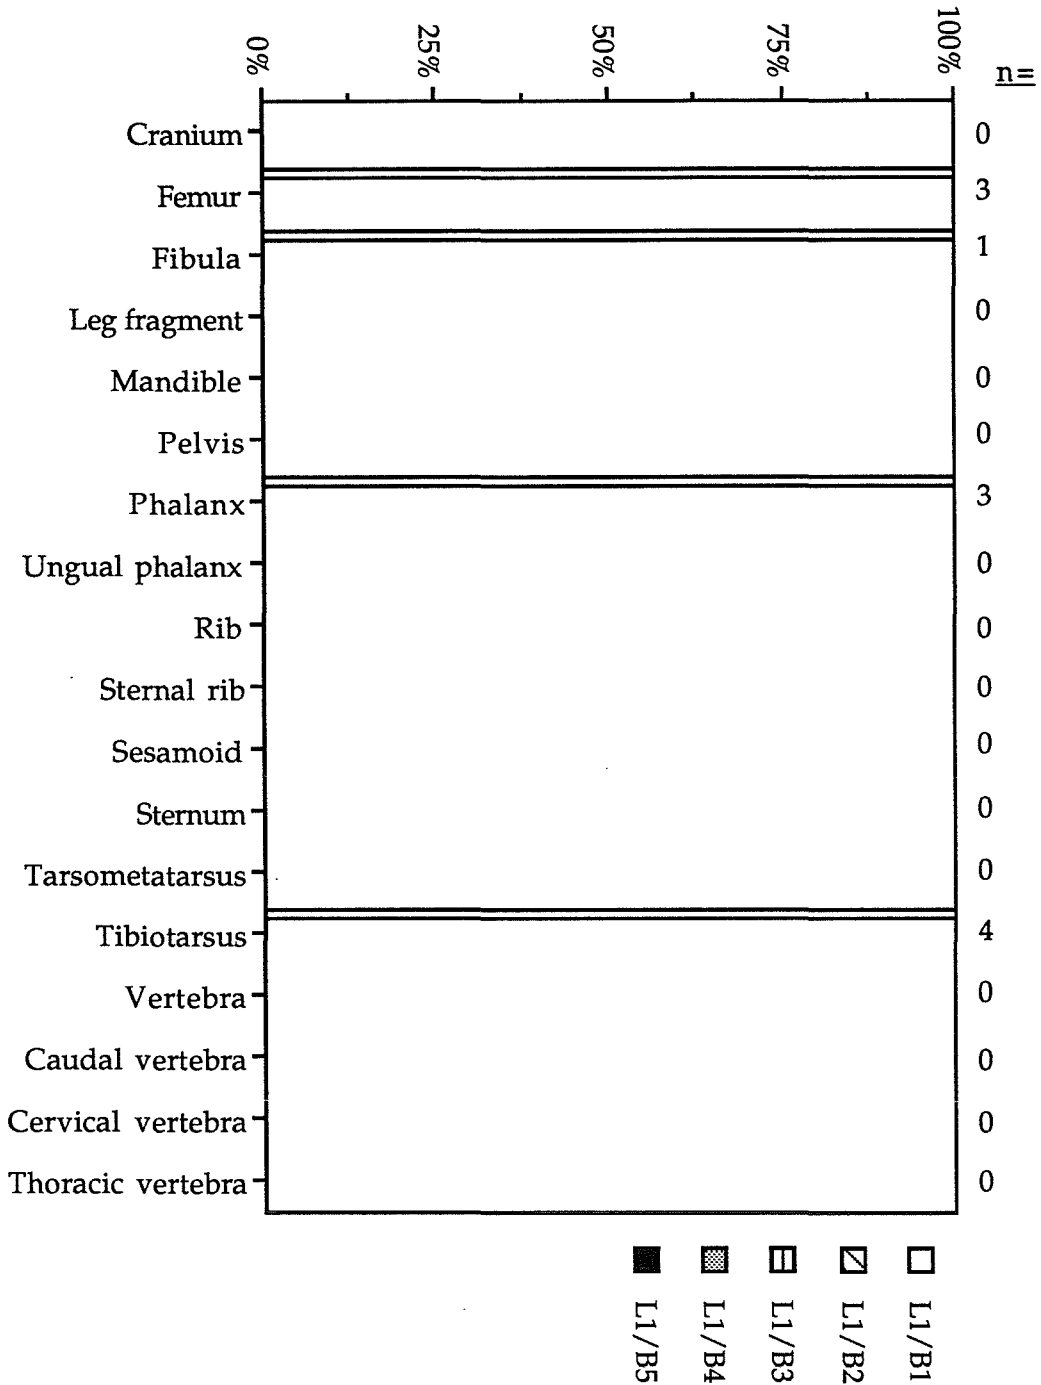 0% 25% 50% 75% 100% n=
Cranium 0
Femur 3
Fibula 1
Leg fragment 0
Mandible 0
Pelvis 0
Phalanx 3
Ungual phalanx 0
Rib 0
Sternal rib 0
Sesamoid 0
Sternum 0
Tarsometatarsus 0
Tibiotarsus 4
Vertebra 0
Caudal vertebra 0
Cervical vertebra 0
Thoracic vertebra 0
L1/B5 L1/B4 L1/B3 L1/B2 L1/B1